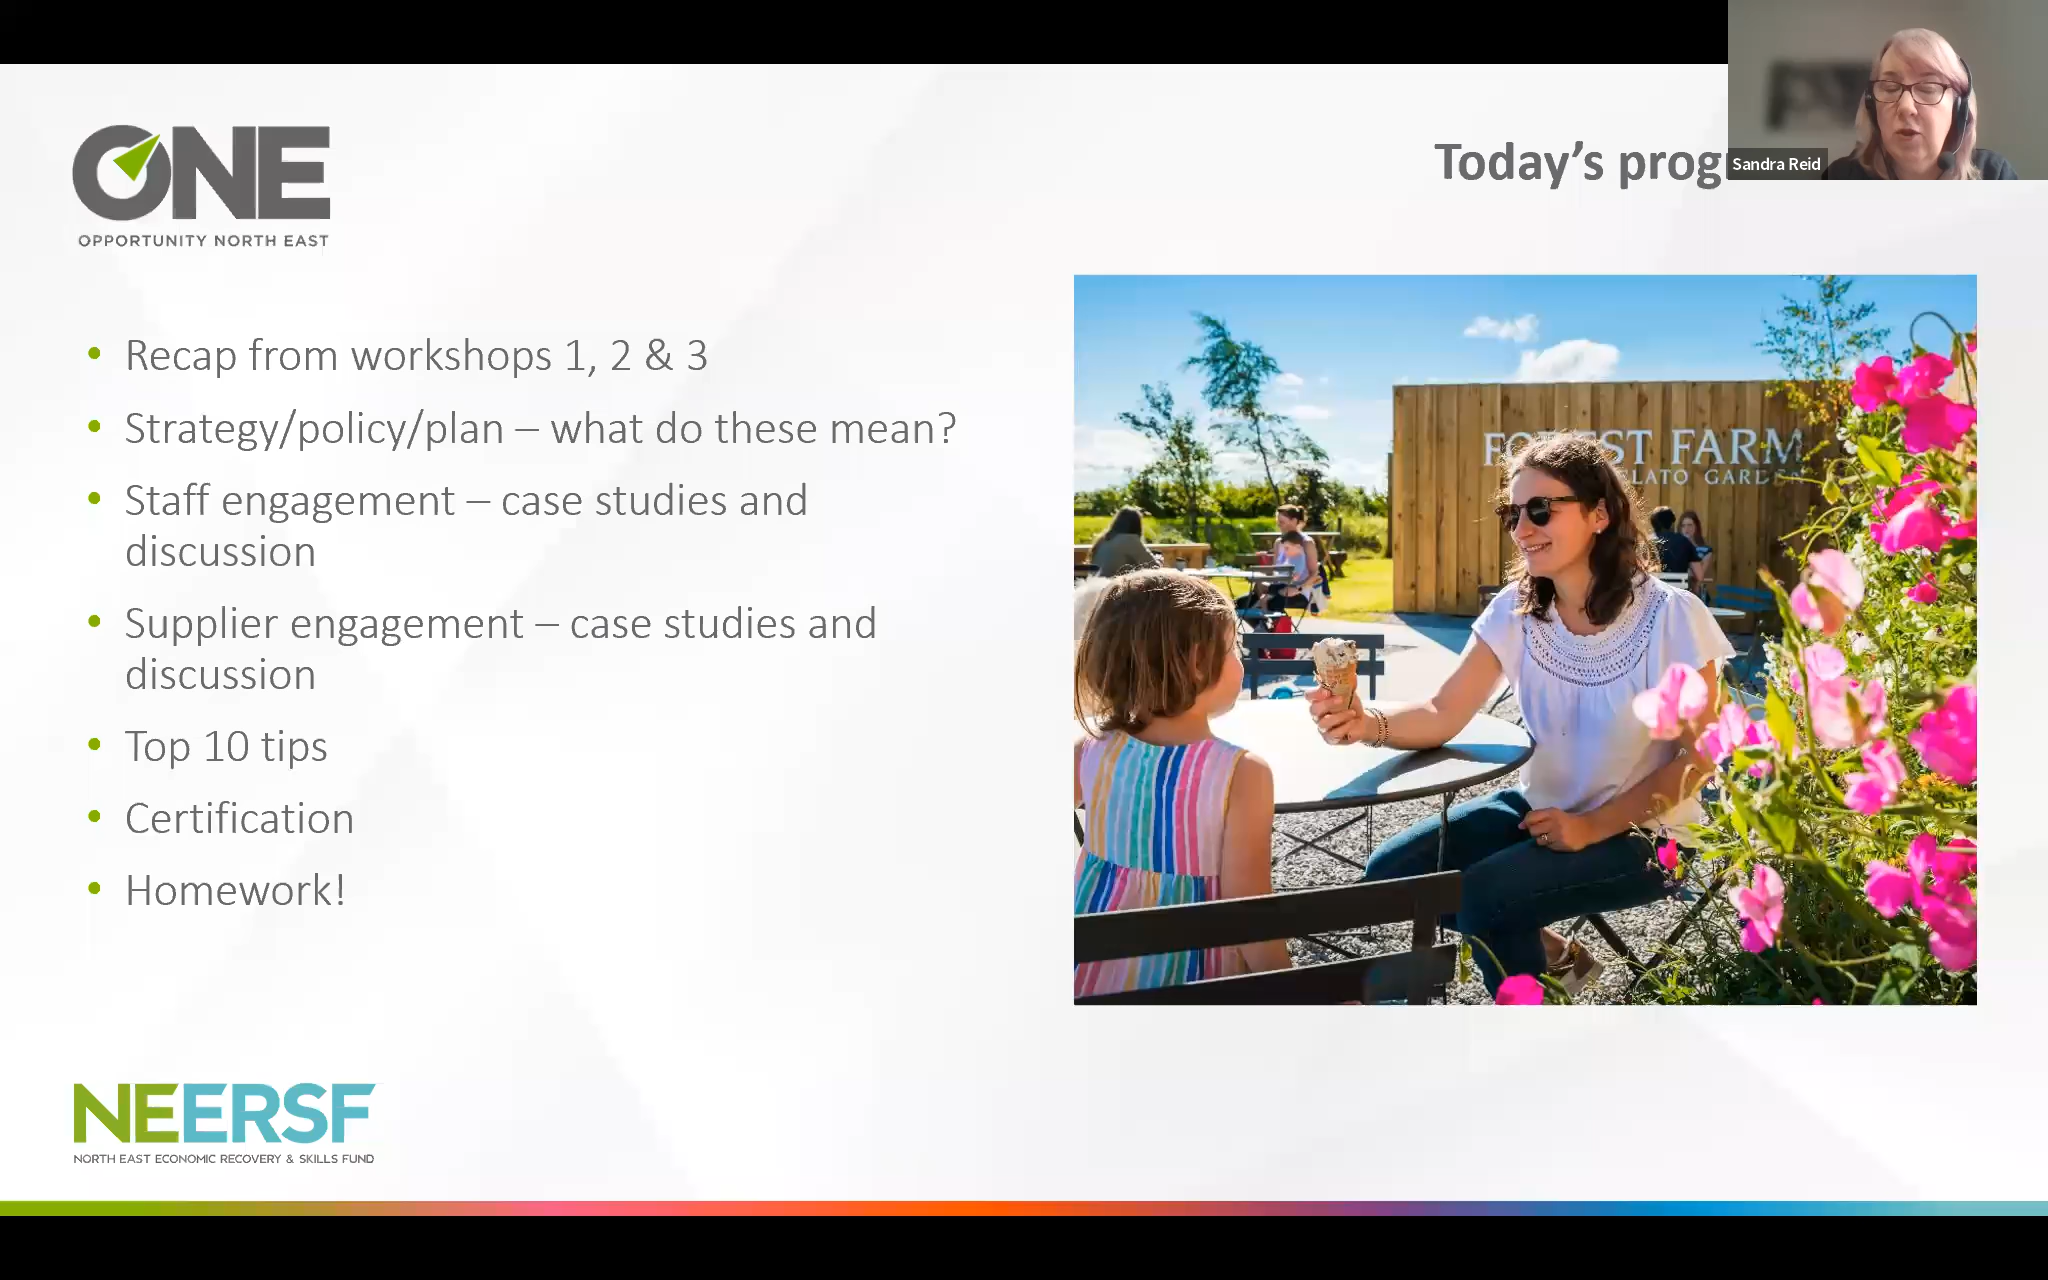 ONE
OPPORTUNITY NORTH EAST
Today's prog
Sandra Reid
• Recap from workshops 1, 2 & 3
• Strategy/policy/plan – what do these mean?
• Staff engagement – case studies and
discussion
• Supplier engagement – case studies and
discussion
• Top 10 tips
• Certification
• Homework!
ST FARM
GARDEN
NEERSF
NORTH EAST ECONOMIC RECOVERY & SKILLS FUND